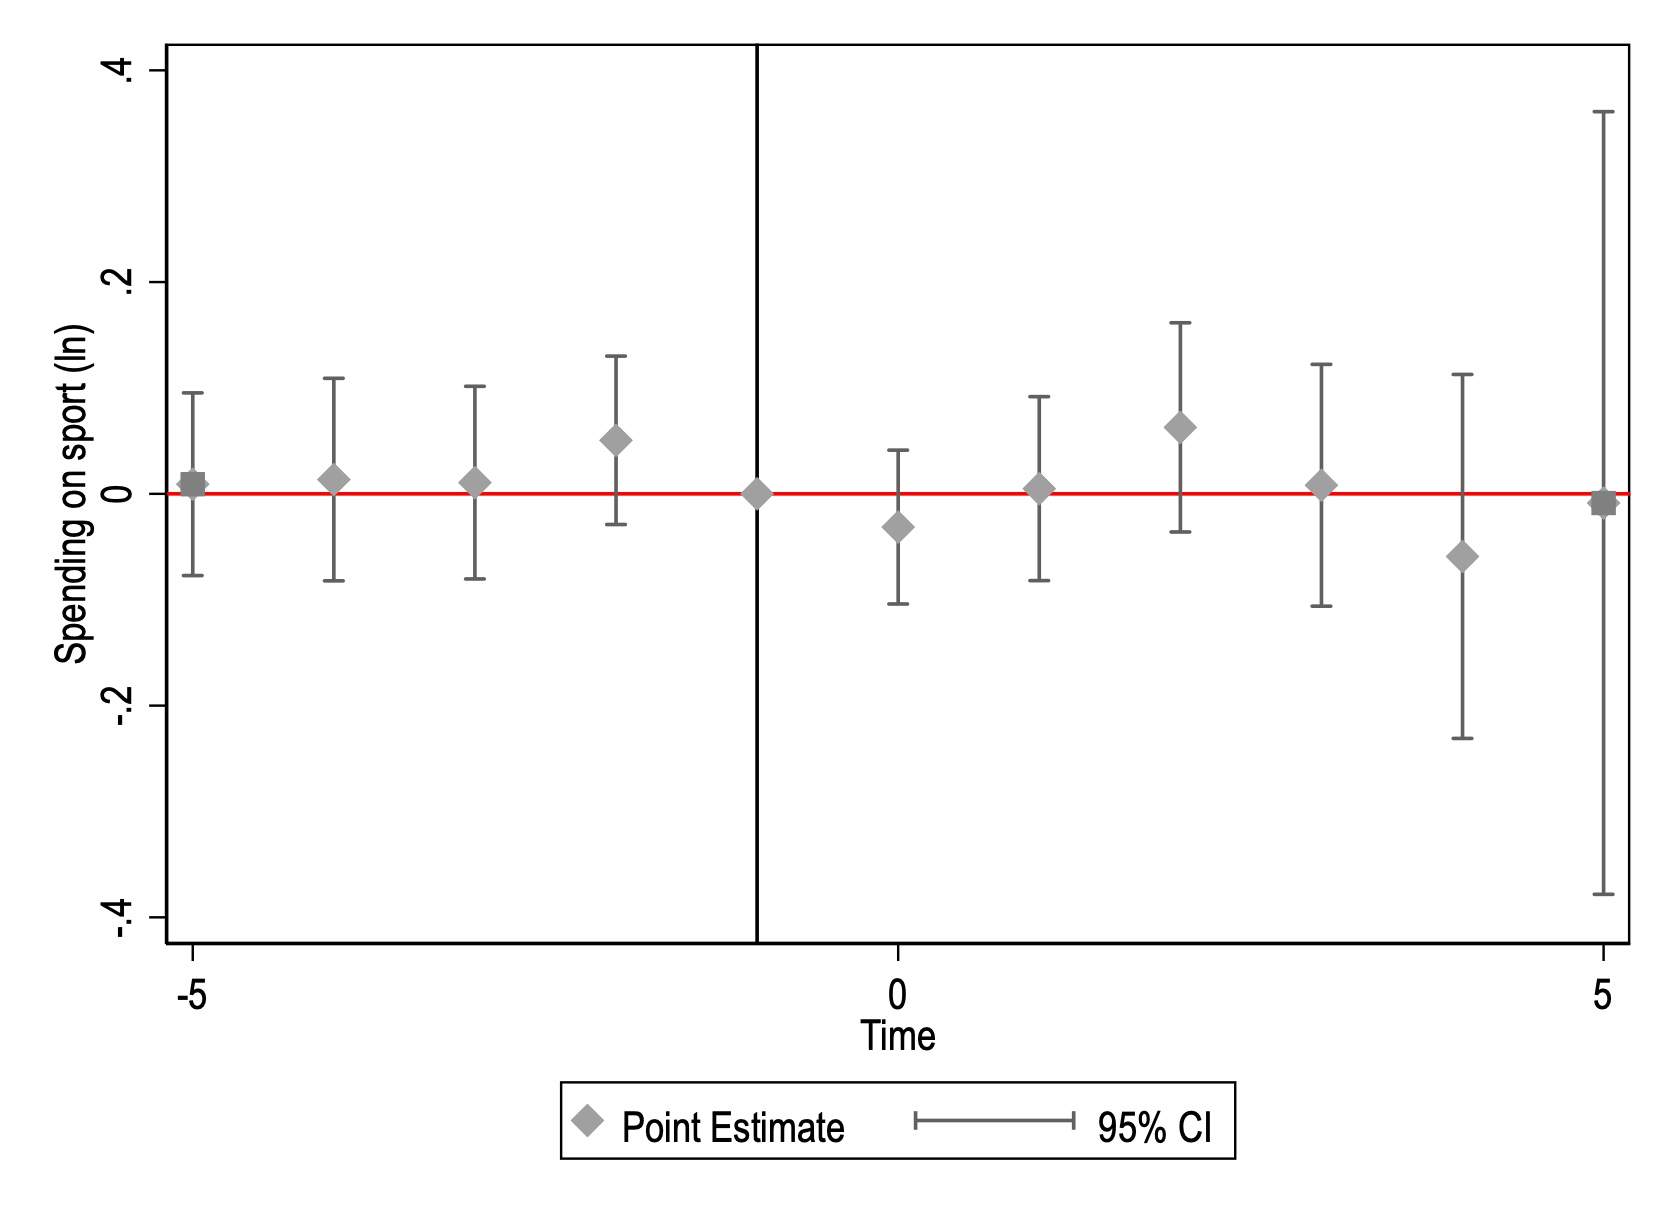 .4
.2
0
-.2
-.4
Spending on sport (ln)
-5
0
5
Time
Point Estimate
95% CI